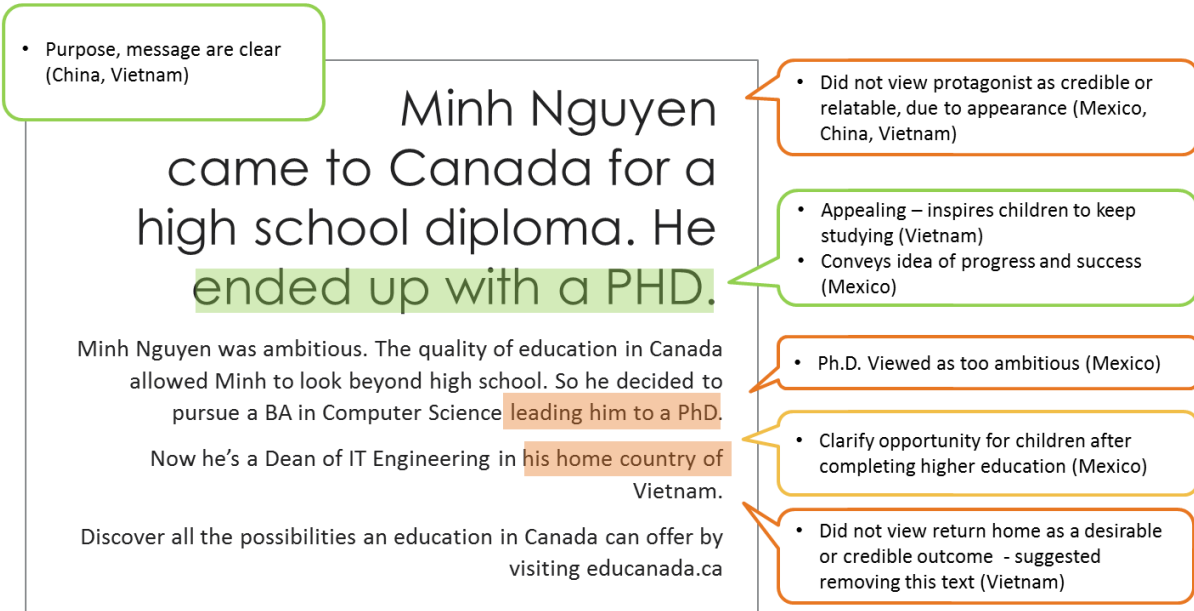 • Purpose, message are clear
(China, Vietnam)
Minh Nguyen
came to Canada for a
high school diploma. He
ended up with a PHD.
Minh Nguyen was ambitious. The quality of education in Canada
allowed Minh to look beyond high school. So he decided to
pursue a BA in Computer Science leading him to a PhD.
Now he’s a Dean of IT Engineering in his home country of
Vietnam.
Discover all the possibilities an education in Canada can offer by
visiting educanada.ca
• Did not view protagonist as credible or
relatable, due to appearance (Mexico,
China, Vietnam)
• Appealing – inspires children to keep
studying (Vietnam)
• Conveys idea of progress and success
(Mexico)
• Ph.D. Viewed as too ambitious (Mexico)
• Clarify opportunity for children after
completing higher education (Mexico)
• Did not view return home as a desirable
or credible outcome - suggested
removing this text (Vietnam)